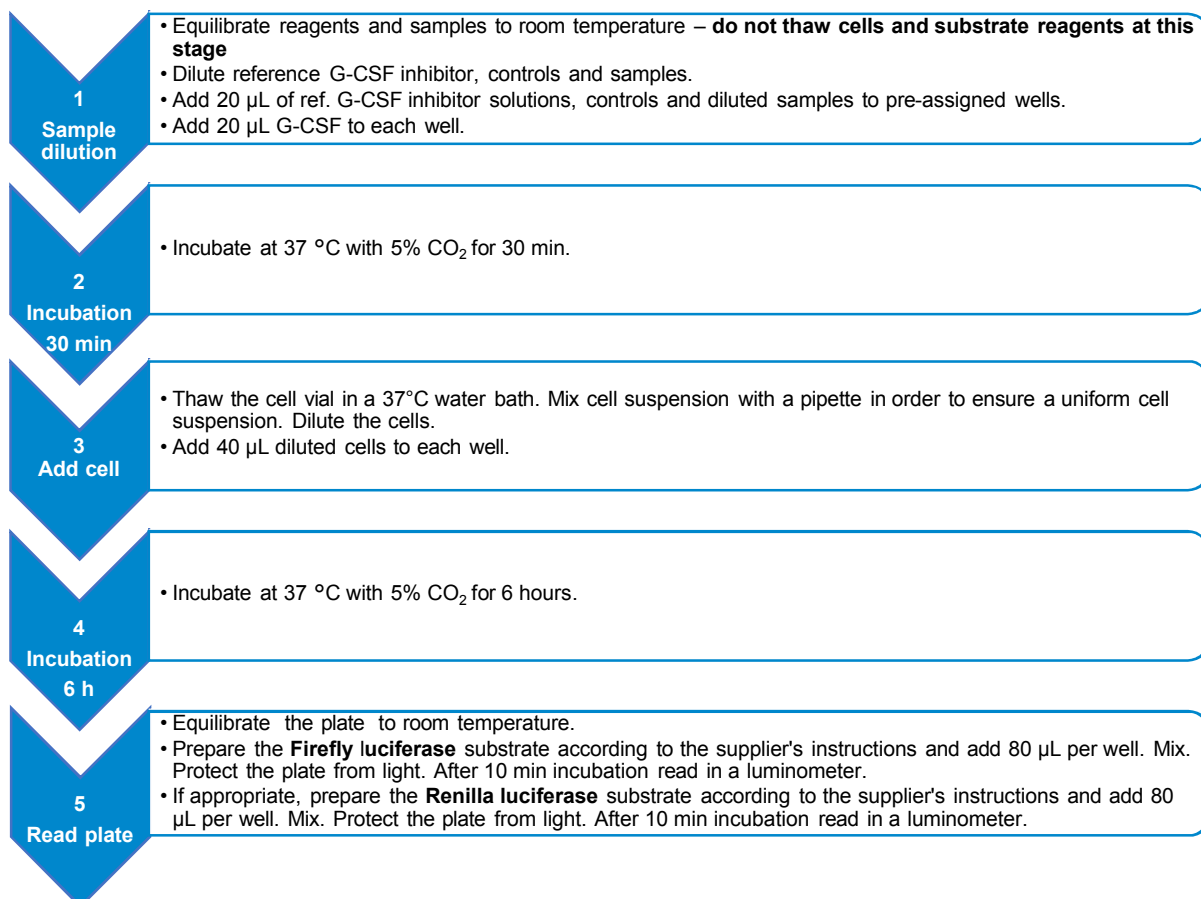 1
Sample
dilution
• Equilibrate reagents and samples to room temperature – do not thaw cells and substrate reagents at this
stage
• Dilute reference G-CSF inhibitor, controls and samples.
• Add 20 µL of ref. G-CSF inhibitor solutions, controls and diluted samples to pre-assigned wells.
• Add 20 µL G-CSF to each well.
2
Incubation
30 min
• Incubate at 37 °C with 5% CO₂ for 30 min.
3
Add cell
• Thaw the cell vial in a 37°C water bath. Mix cell suspension with a pipette in order to ensure a uniform cell
suspension. Dilute the cells.
• Add 40 µL diluted cells to each well.
4
Incubation
6 h
• Incubate at 37 °C with 5% CO₂ for 6 hours.
5
Read plate
• Equilibrate the plate to room temperature.
• Prepare the Firefly luciferase substrate according to the supplier's instructions and add 80 µL per well. Mix.
Protect the plate from light. After 10 min incubation read in a luminometer.
• If appropriate, prepare the Renilla luciferase substrate according to the supplier's instructions and add 80
µL per well. Mix. Protect the plate from light. After 10 min incubation read in a luminometer.